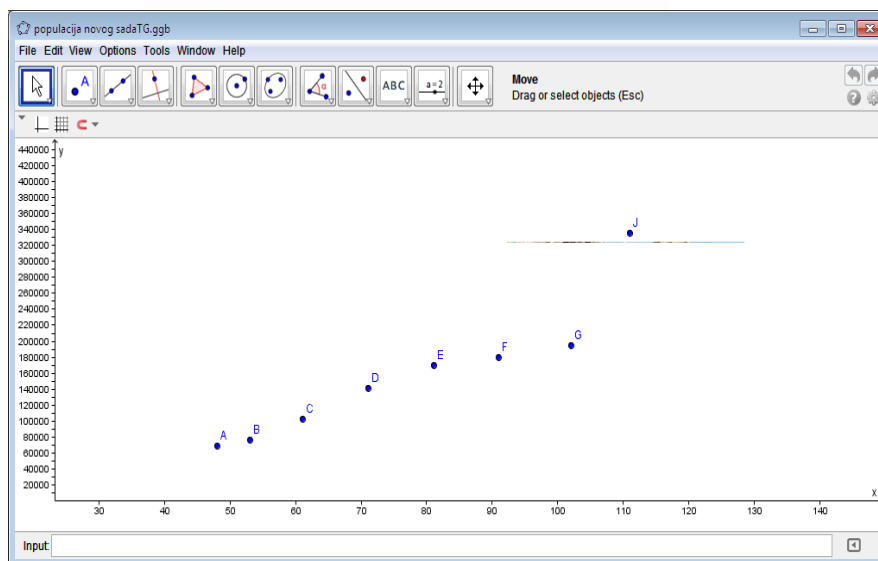 populacija novog sadaTG.ggb
File Edit View Options Tools Window Help
A
α
ABC
a=2
Move
Drag or select objects (Esc)
y
440000
420000
400000
380000
360000
340000
320000
300000
280000
260000
240000
220000
200000
180000
160000
140000
120000
100000
80000
60000
40000
20000
J
G
F
E
D
C
B
A
x
30 40 50 60 70 80 90 100 110 120 130 140
Input: